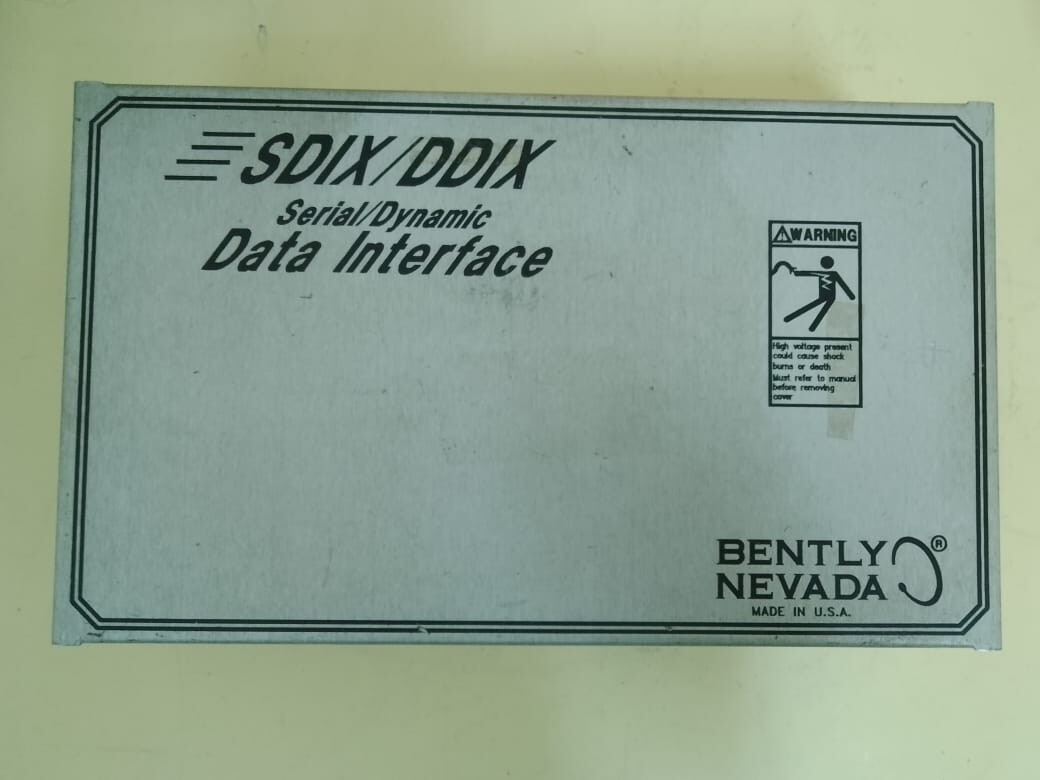 SDIX/DDIX
Serial/Dynamic
Data Interface
WARNING
High voltage present
could cause shock
burns or death
Must refer to manual
before removing
cover
BENTLY
NEVADA ®
MADE IN U.S.A.